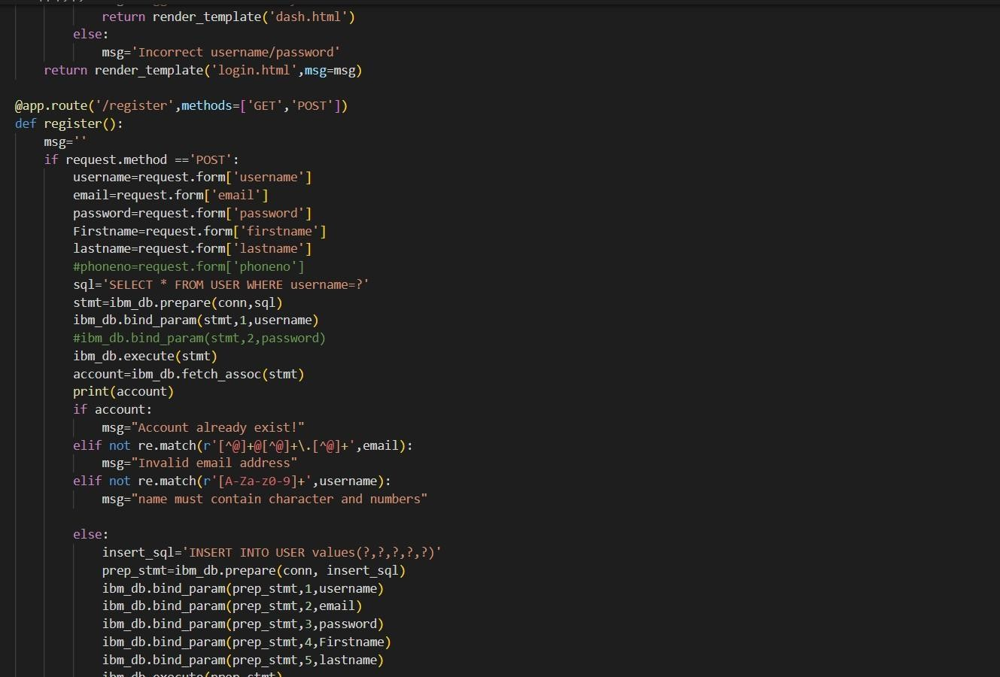 return render_template('dash.html')
else:
msg='Incorrect username/password'
return render_template('login.html',msg=msg)
@app.route('/register',methods=['GET','POST'])
def register():
msg=''
if request.method =='POST':
username=request.form['username']
email=request.form['email']
password=request.form['password']
Firstname=request.form['firstname']
lastname=request.form['lastname']
#phoneno=request.form['phoneno']
sql='SELECT * FROM USER WHERE username=?'
stmt=ibm_db.prepare(conn,sql)
ibm_db.bind_param(stmt,1,username)
#ibm_db.bind_param(stmt,2,password)
ibm_db.execute(stmt)
account=ibm_db.fetch_assoc(stmt)
print(account)
if account:
msg="Account already exist!"
elif not re.match(r'[^@]+@[^@]+\.[^@]+',email):
msg="Invalid email address"
elif not re.match(r'[A-Za-z0-9]+',username):
msg="name must contain character and numbers"
else:
insert_sql='INSERT INTO USER values(?,?,?,?,?)'
prep_stmt=ibm_db.prepare(conn, insert_sql)
ibm_db.bind_param(prep_stmt,1,username)
ibm_db.bind_param(prep_stmt,2,email)
ibm_db.bind_param(prep_stmt,3,password)
ibm_db.bind_param(prep_stmt,4,Firstname)
ibm_db.bind_param(prep_stmt,5,lastname)
ibm_db.execute(prep_stmt)